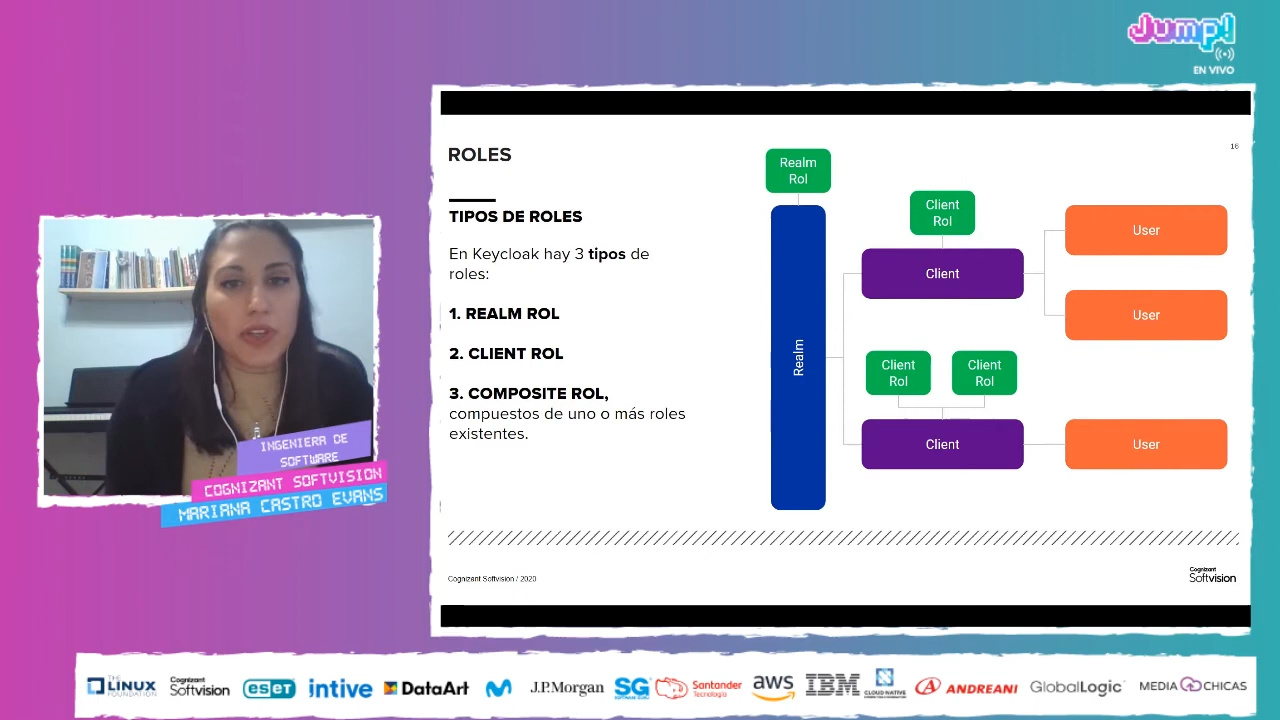 Jump!
EN VIVO
ROLES
16
TIPOS DE ROLES
En Keycloak hay 3 tipos de
roles:
1. REALM ROL
2. CLIENT ROL
3. COMPOSITE ROL,
compuestos de uno o más roles
existentes.
Realm
Rol
Realm
Client
Rol
Client
User
User
Client
Rol
Client
Rol
Client
User
Cognizant Softvision / 2020
Cognizant
Softvision
INGENIERA DE
SOFTWARE
COGNIZANT SOFTVISION
MARIANA CASTRO EVANS
THE
LINUX
FOUNDATION
Cognizant
Softvision
eset
intive
DataArt
J.P.Morgan
SG
Santander
Tecnología
aws
IBM
CLOUD NATIVE
ANDREANI
GlobalLogic
MEDIA CHICAS